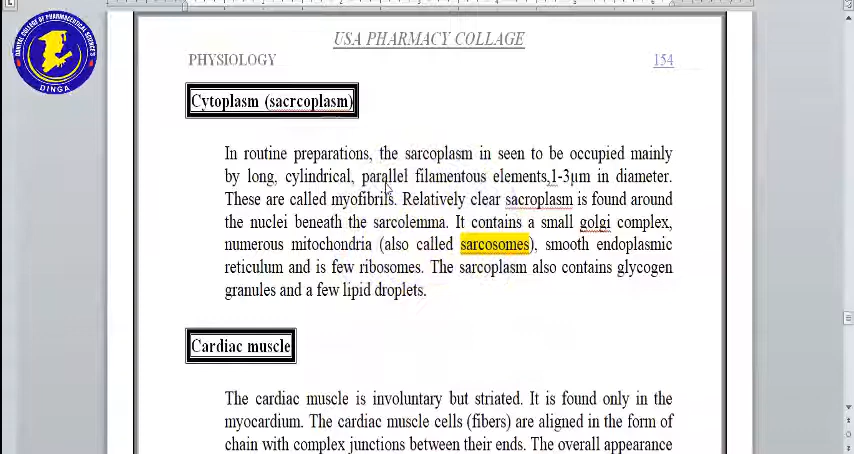 DANITAL COLLEGE OF PHARMACEUTICAL SCIENCE'S
DINGA
USA PHARMACY COLLAGE
PHYSIOLOGY 154
Cytoplasm (sacrcoplasm)
In routine preparations, the sarcoplasm in seen to be occupied mainly
by long, cylindrical, parallel filamentous elements,1-3µm in diameter.
These are called myofibrils. Relatively clear sacroplasm is found around
the nuclei beneath the sarcolemma. It contains a small golgi complex,
numerous mitochondria (also called sarcosomes), smooth endoplasmic
reticulum and is few ribosomes. The sarcoplasm also contains glycogen
granules and a few lipid droplets.
Cardiac muscle
The cardiac muscle is involuntary but striated. It is found only in the
myocardium. The cardiac muscle cells (fibers) are aligned in the form of
chain with complex junctions between their ends. The overall appearance